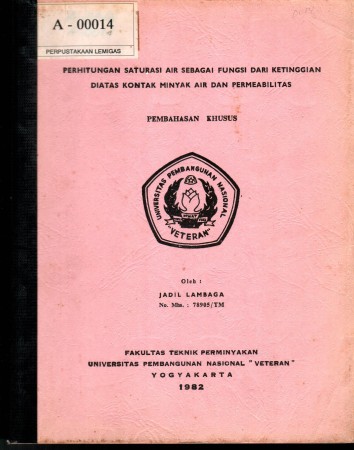 A - 00014
PERPUSTAKAAN LEMIGAS
PERHITUNGAN SATURASI AIR SEBAGAI FUNGSI DARI KETINGGIAN
DIATAS KONTAK MINYAK AIR DAN PERMEABILITAS
PEMBAHASAN KHUSUS
UNIVERSITAS PEMBANGUNAN NASIONAL
"VETERAN"
Oleh :
JADIL LAMBAGA
No. Mhs. : 78905/TM
FAKULTAS TEKNIK PERMINYAKAN
UNIVERSITAS PEMBANGUNAN NASIONAL "VETERAN"
YOGYAKARTA
1982